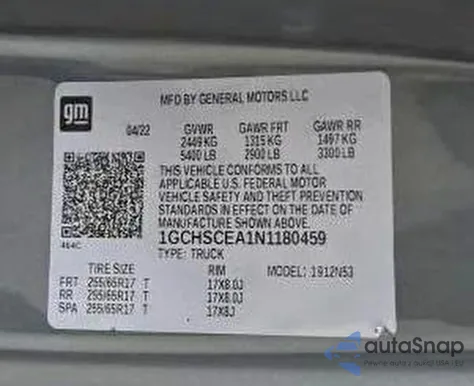 gm
MFD BY GENERAL MOTORS LLC
04/22 GVWR GAWR FRT GAWR RR
2449 KG 1315 KG 1497 KG
5400 LB 2900 LB 3300 LB
THIS VEHICLE CONFORMS TO ALL
APPLICABLE U.S. FEDERAL MOTOR
VEHICLE SAFETY AND THEFT PREVENTION
STANDARDS IN EFFECT ON THE DATE OF
MANUFACTURE SHOWN ABOVE.
1GCHSCEA1N1180459
TYPE: TRUCK
464C
TIRE SIZE RIM MODEL: 1912N53
FRT 255/65R17 T 17X8.0J
RR 255/65R17 T 17X8.0J
SPA 255/65R17 T 17X8J
autaSnap